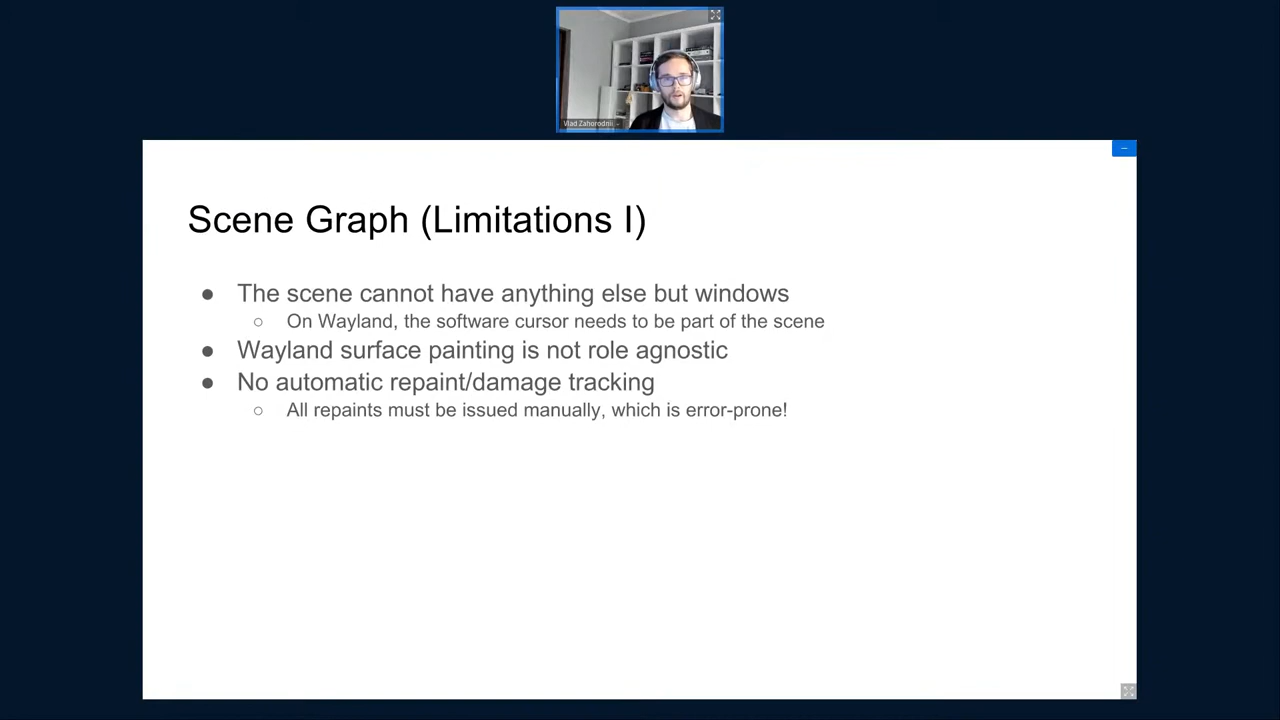 Vlad Zahorodnii
Scene Graph (Limitations I)
● The scene cannot have anything else but windows
○ On Wayland, the software cursor needs to be part of the scene
● Wayland surface painting is not role agnostic
● No automatic repaint/damage tracking
○ All repaints must be issued manually, which is error-prone!